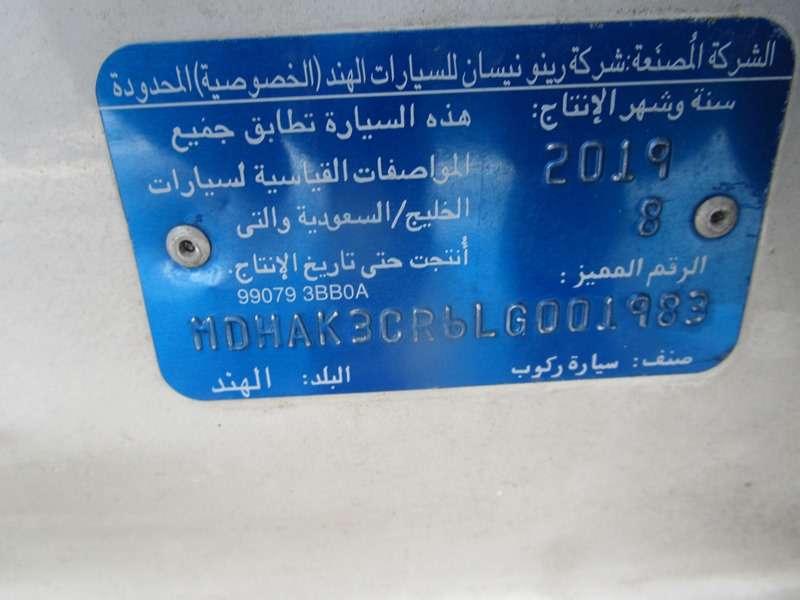 الشركة المُصنَعة: شركة رينو نيسان للسيارات الهند (الخصوصية) المحدودة
سنة وشهر الإنتاج:
2019
8
هذه السيارة تطابق جميع
المواصفات القياسية لسيارات
الخليج/السعودية والتى
أُنتجت حتى تاريخ الإنتاج.
99079 3BB0A
الرقم المميز:
MDHAK3CR6LG001983
صنف: سيارة ركوب
البلد: الهند